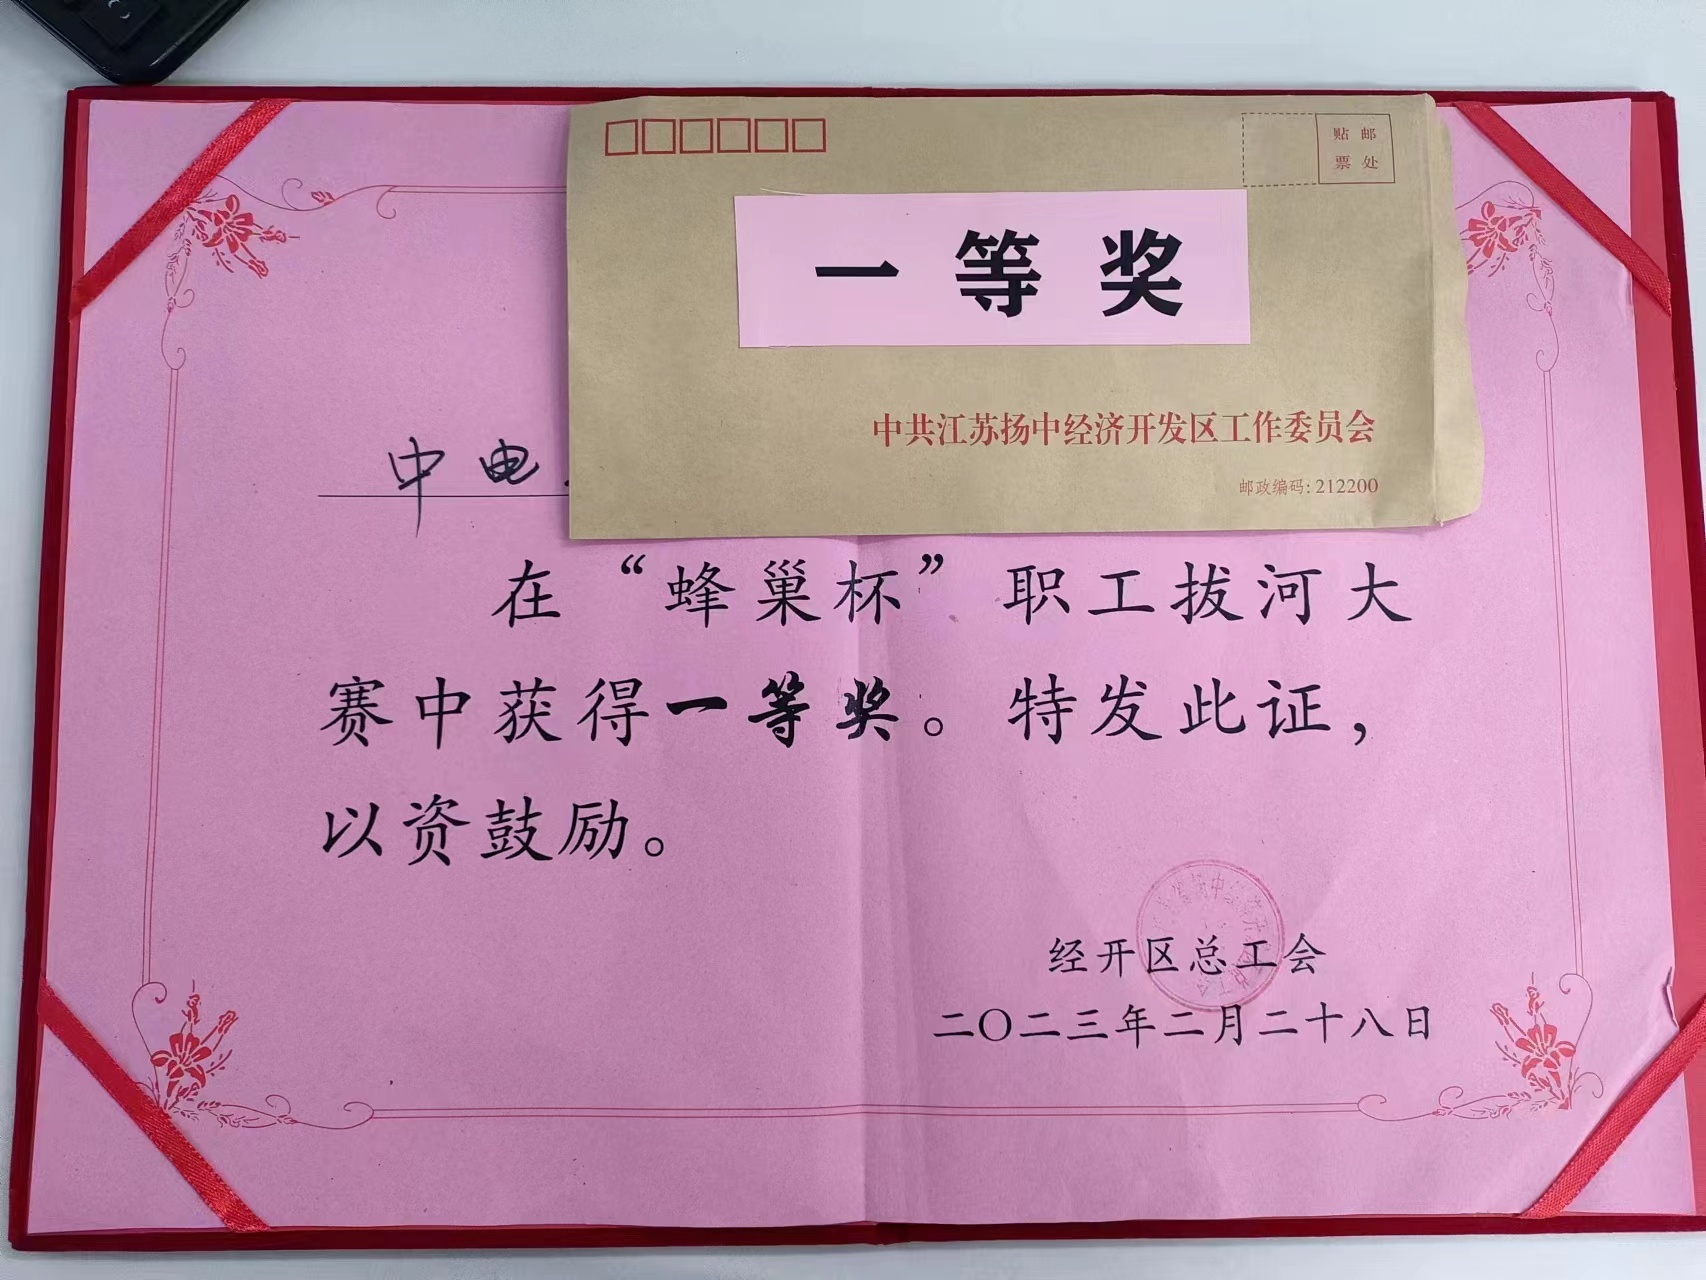 贴邮
票处
一等奖
中共江苏扬中经济开发区工作委员会
邮政编码:212200
中电
在“蜂巢杯”职工拔河大
赛中获得一等奖。特发此证，
以资鼓励。
经开区总工会
二〇二三年二月二十八日